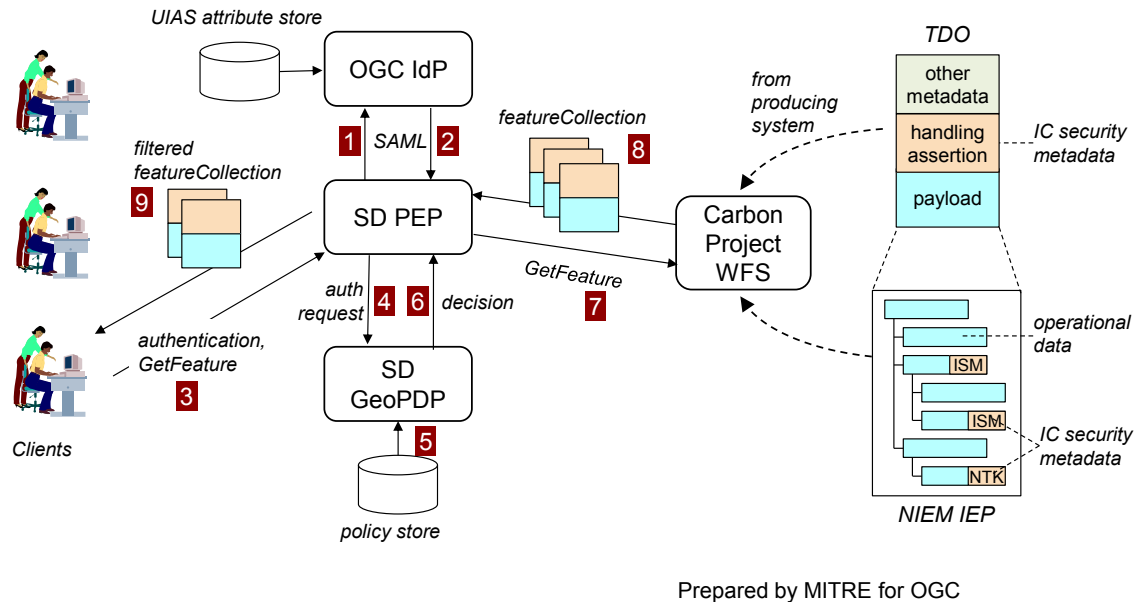 UIAS attribute store
OGC IdP
TDO
other
metadata
handling
assertion
payload
IC security
metadata
from
producing
system
1
SAML
2
featureCollection
8
filtered
featureCollection
9
SD PEP
Carbon
Project
WFS
GetFeature
7
auth
request
4
6
decision
authentication,
GetFeature
3
SD
GeoPDP
5
policy store
Clients
operational
data
ISM
ISM
NTK
IC security
metadata
NIEM IEP
Prepared by MITRE for OGC